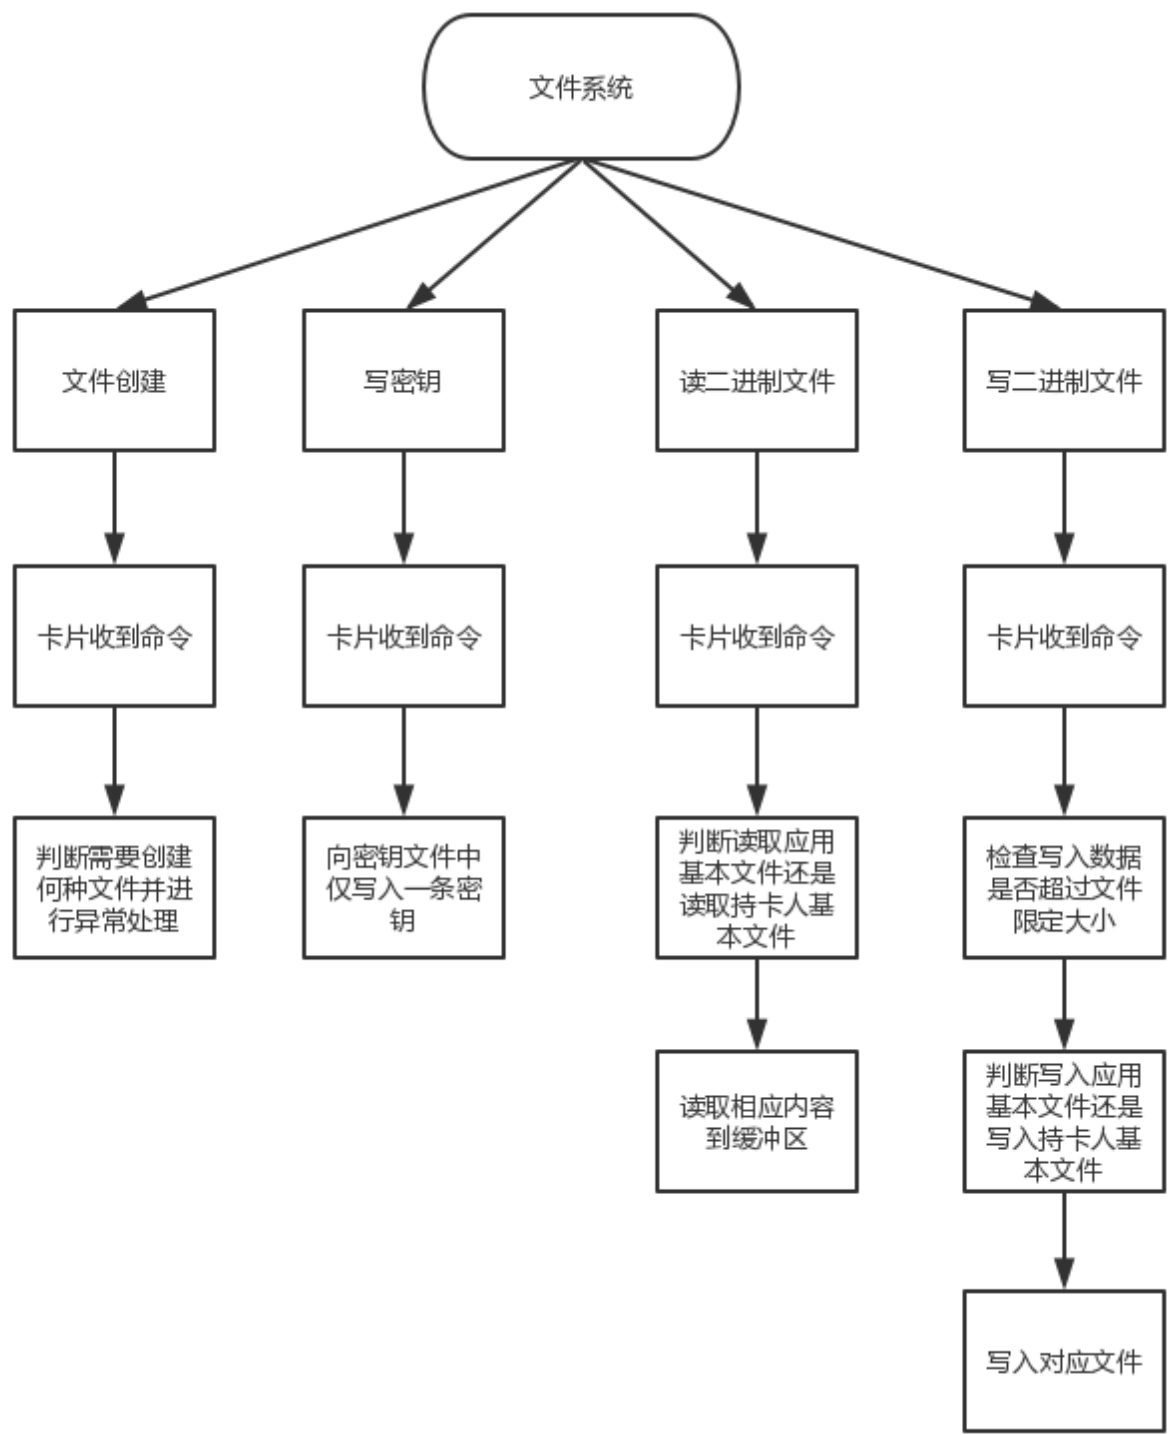 文件系统
文件创建
写密钥
读二进制文件
写二进制文件
卡片收到命令
卡片收到命令
卡片收到命令
卡片收到命令
判断需要创建
何种文件并进
行异常处理
向密钥文件中
仅写入一条密
钥
判断读取应用
基本文件还是
读取持卡人基
本文件
检查写入数据
是否超过文件
限定大小
读取相应内容
到缓冲区
判断写入应用
基本文件还是
写入持卡人基
本文件
写入对应文件